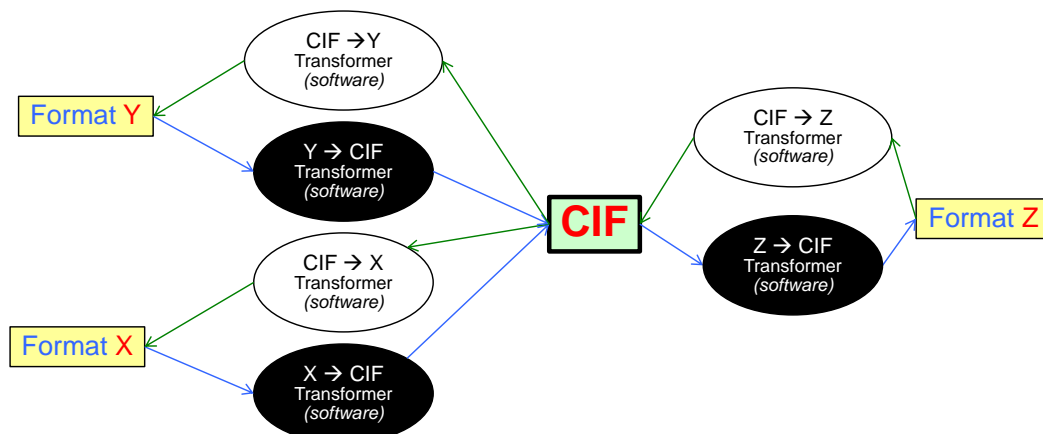 CIF →Y
Transformer
(software)
Format Y
Y → CIF
Transformer
(software)
CIF → X
Transformer
(software)
Format X
X → CIF
Transformer
(software)
CIF
CIF → Z
Transformer
(software)
Format Z
Z → CIF
Transformer
(software)